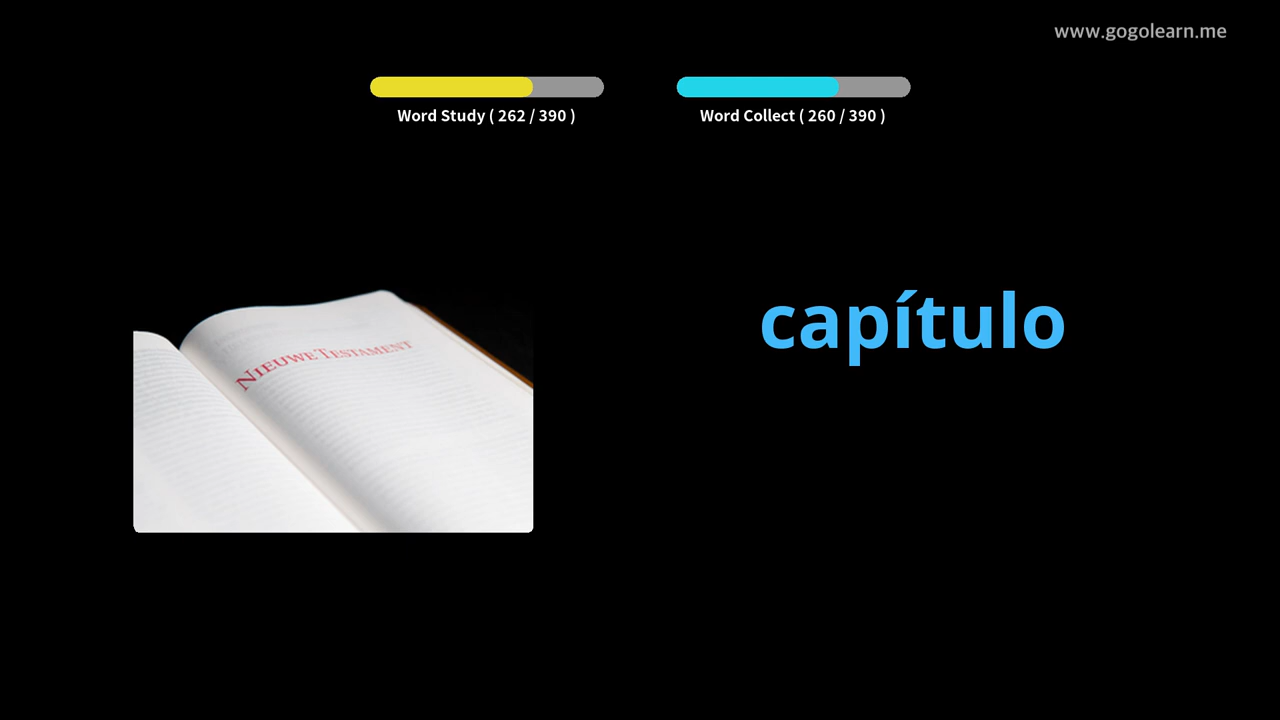 www.gogolearn.me
Word Study ( 262 / 390 )
Word Collect ( 260 / 390 )
NIEUWE TESTAMENT
capítulo